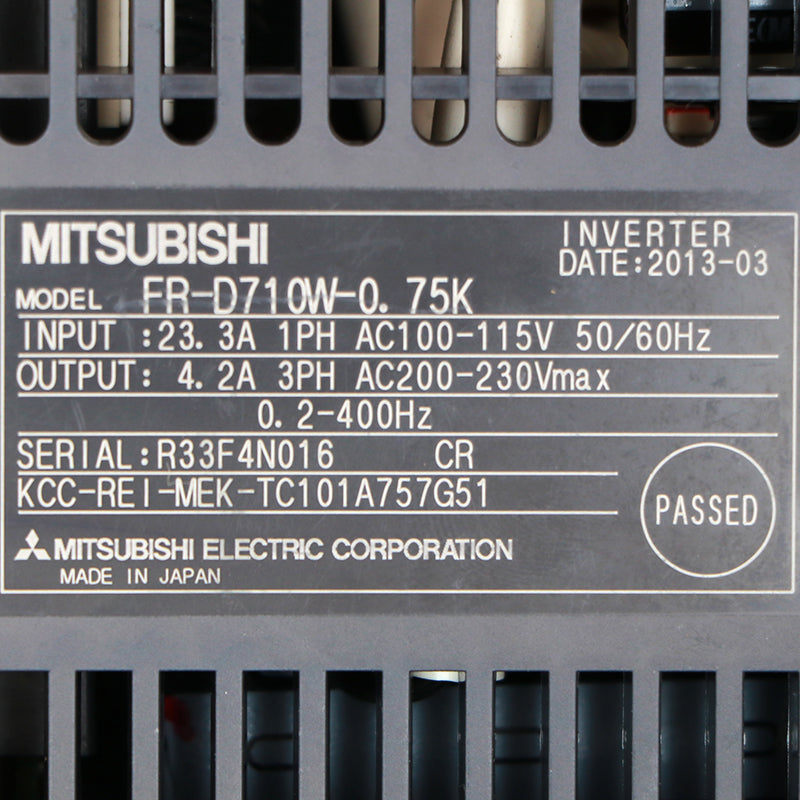 MITSUBISHI
INVERTER
DATE:2013-03
MODEL FR-D710W-0.75K
INPUT :23.3A 1PH AC100-115V 50/60Hz
OUTPUT: 4.2A 3PH AC200-230Vmax
0.2-400Hz
SERIAL:R33F4N016 CR
KCC-REI-MEK-TC101A757G51
PASSED
MITSUBISHI ELECTRIC CORPORATION
MADE IN JAPAN